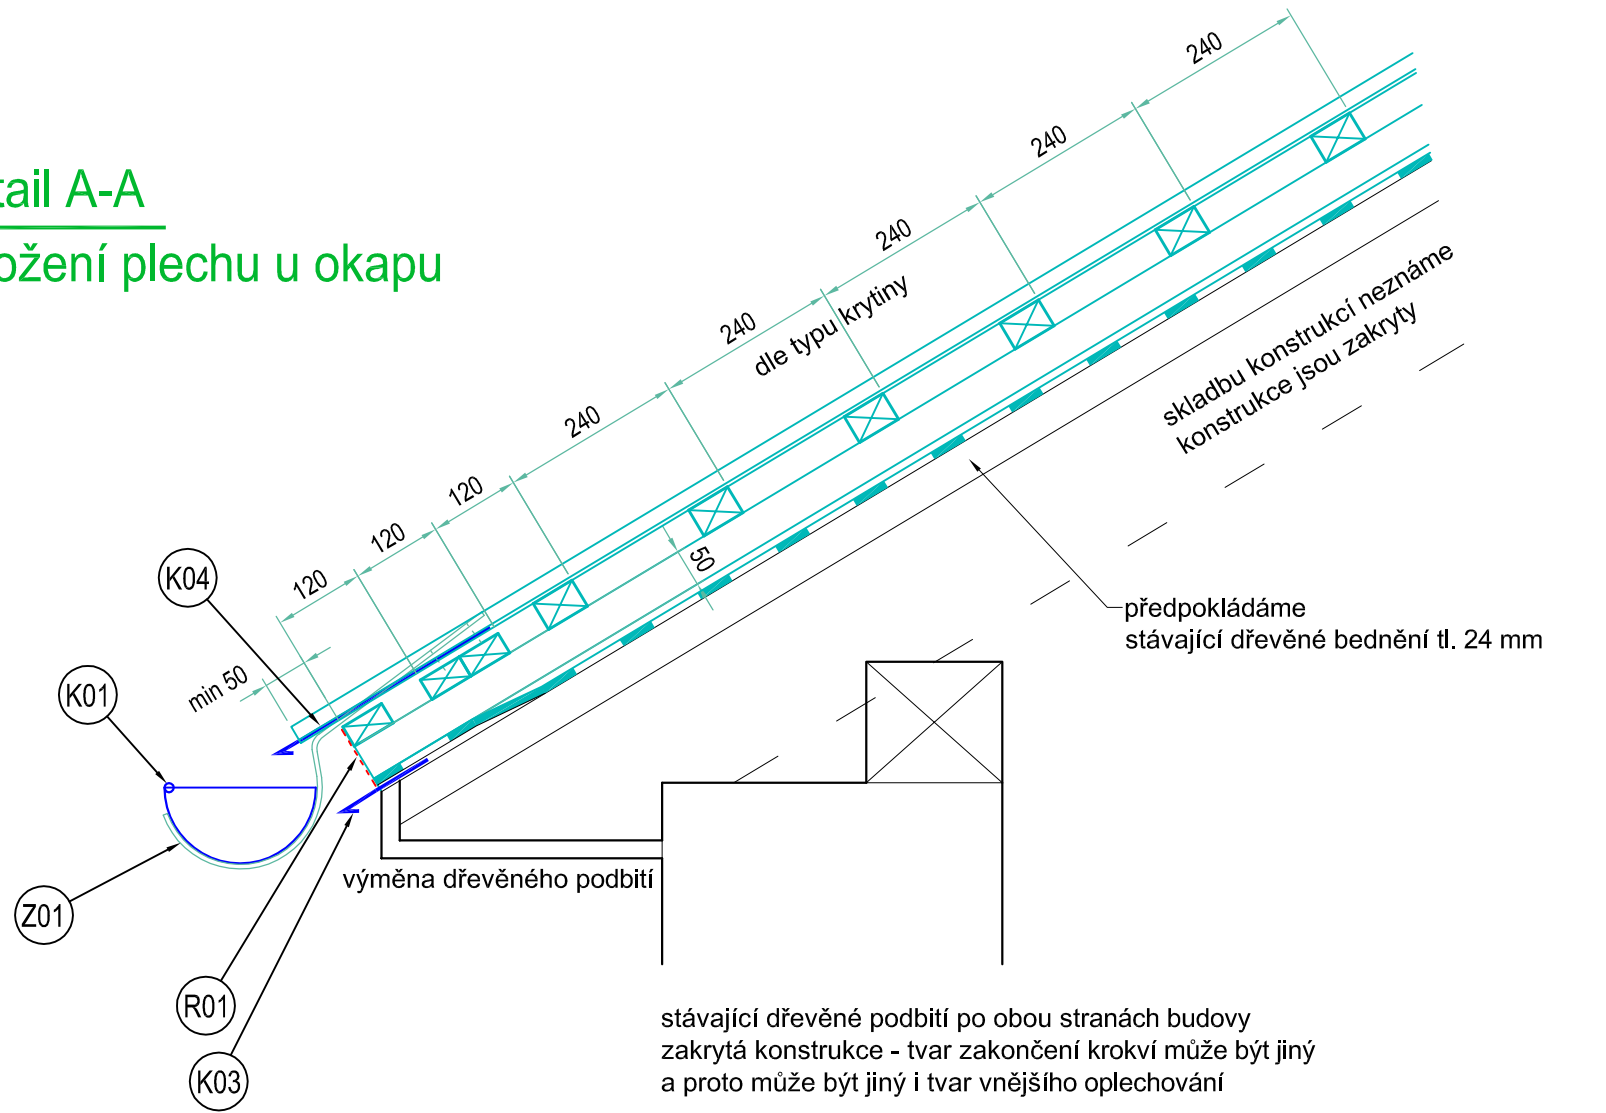 tail A-A
ožení plechu u okapu
240
240
240
240
240
120
120
120
min 50
50
dle typu krytiny
skladbu konstrukcí neznáme
konstrukce jsou zakryty
předpokládáme
stávající dřevěné bednění tl. 24 mm
K04
K01
Z01
R01
K03
výměna dřevěného podbití
stávající dřevěné podbití po obou stranách budovy
zakrytá konstrukce - tvar zakončení krokví může být jiný
a proto může být jiný i tvar vnějšího oplechování